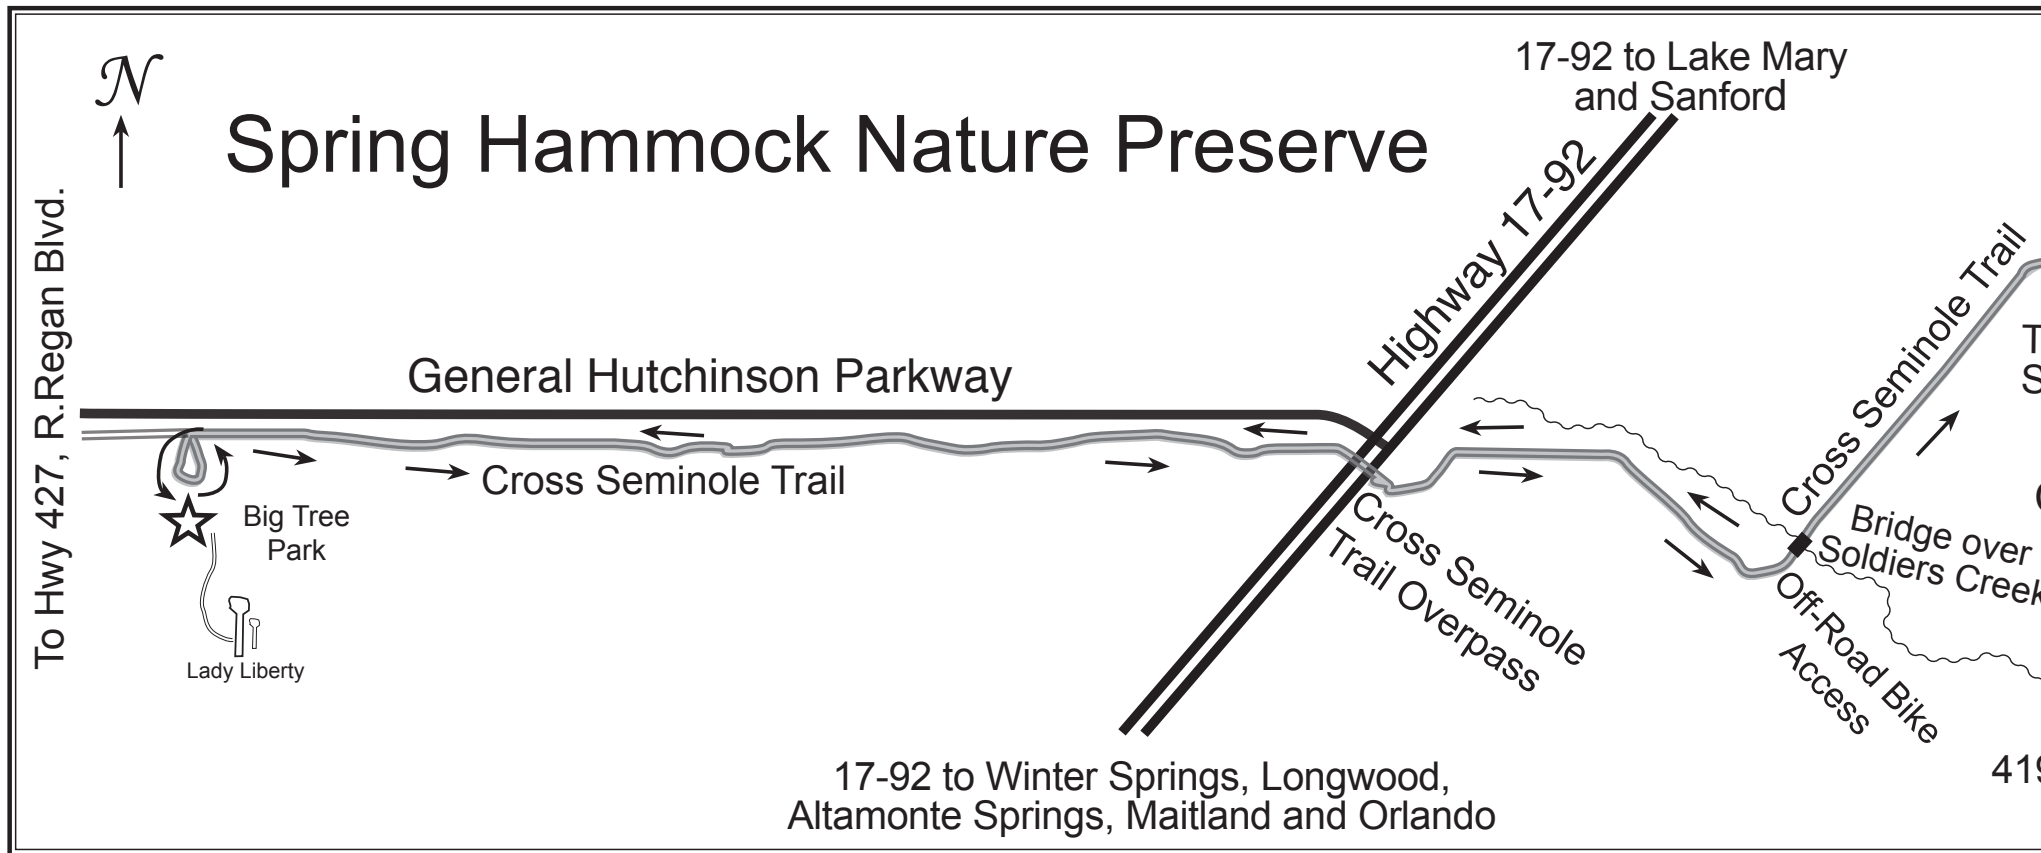 N
17-92 to Lake Mary
and Sanford
Spring Hammock Nature Preserve
Highway 17-92
To Hwy 427, R.Regan Blvd.
General Hutchinson Parkway
Cross Seminole Trail
Cross Seminole Trail
Big Tree
Park
Lady Liberty
Cross Seminole
Trail Overpass
Bridge over
Soldiers Creek
Off-Road Bike
Access
17-92 to Winter Springs, Longwood,
Altamonte Springs, Maitland and Orlando
419